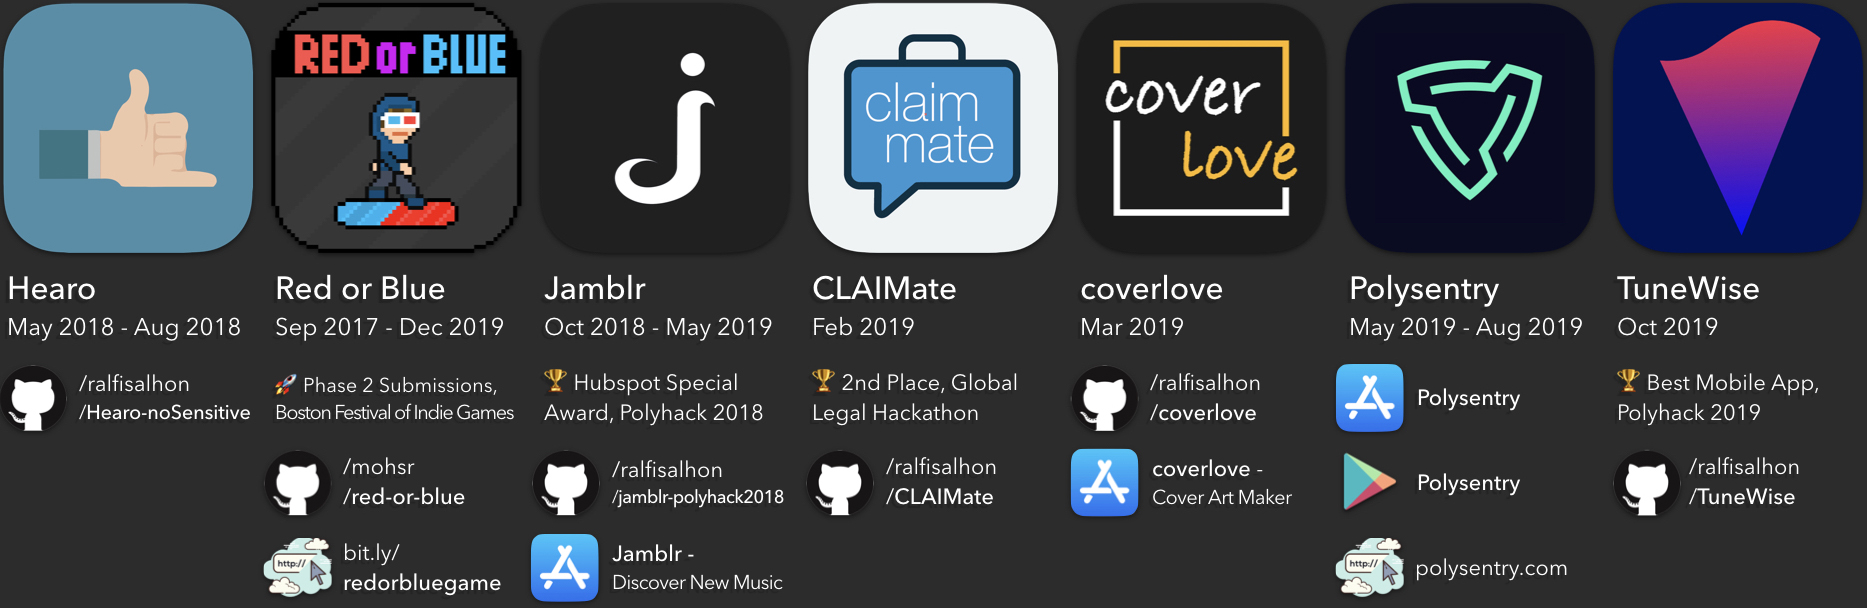 Hearo
May 2018 - Aug 2018
/ralfisalhon
/Hearo-noSensitive
RED or BLUE
Red or Blue
Sep 2017 - Dec 2019
🚀 Phase 2 Submissions,
Boston Festival of Indie Games
/mohsr
/red-or-blue
http://
bit.ly/
redorbluegame
Jamblr
Oct 2018 - May 2019
🏆 Hubspot Special
Award, Polyhack 2018
/ralfisalhon
/jamblr-polyhack2018
Jamblr -
Discover New Music
claim
mate
CLAIMate
Feb 2019
🏆 2nd Place, Global
Legal Hackathon
/ralfisalhon
/CLAIMate
cover
love
coverlove
Mar 2019
/ralfisalhon
/coverlove
coverlove -
Cover Art Maker
Polysentry
May 2019 - Aug 2019
Polysentry
Polysentry
http://
polysentry.com
TuneWise
Oct 2019
🏆 Best Mobile App,
Polyhack 2019
/ralfisalhon
/TuneWise